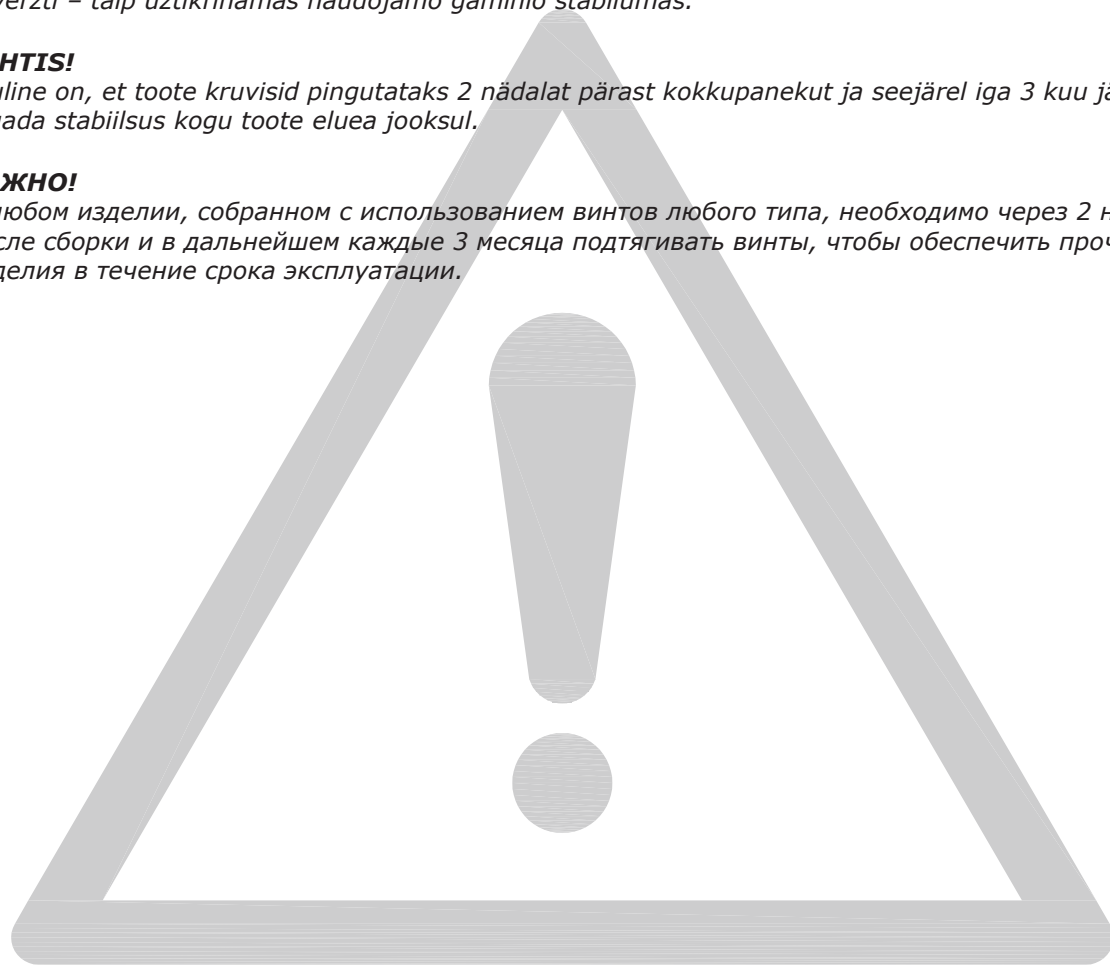 veržti – taip užtikrinamas naudojamo gaminio stabilumas.
HTIS!
line on, et toote kruvisid pingutataks 2 nädalat pärast kokkupanekut ja seejärel iga 3 kuu jä
ada stabiilsus kogu toote eluea jooksul.
ЖНО!
любом изделии, собранном с использованием винтов любого типа, необходимо через 2 н
сле сборки и в дальнейшем каждые 3 месяца подтягивать винты, чтобы обеспечить проч
делия в течение срока эксплуатации.